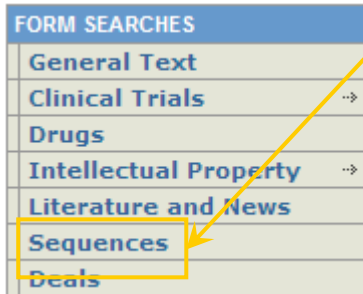 FORM SEARCHES
General Text
Clinical Trials
Drugs
Intellectual Property
Literature and News
Sequences
Deals